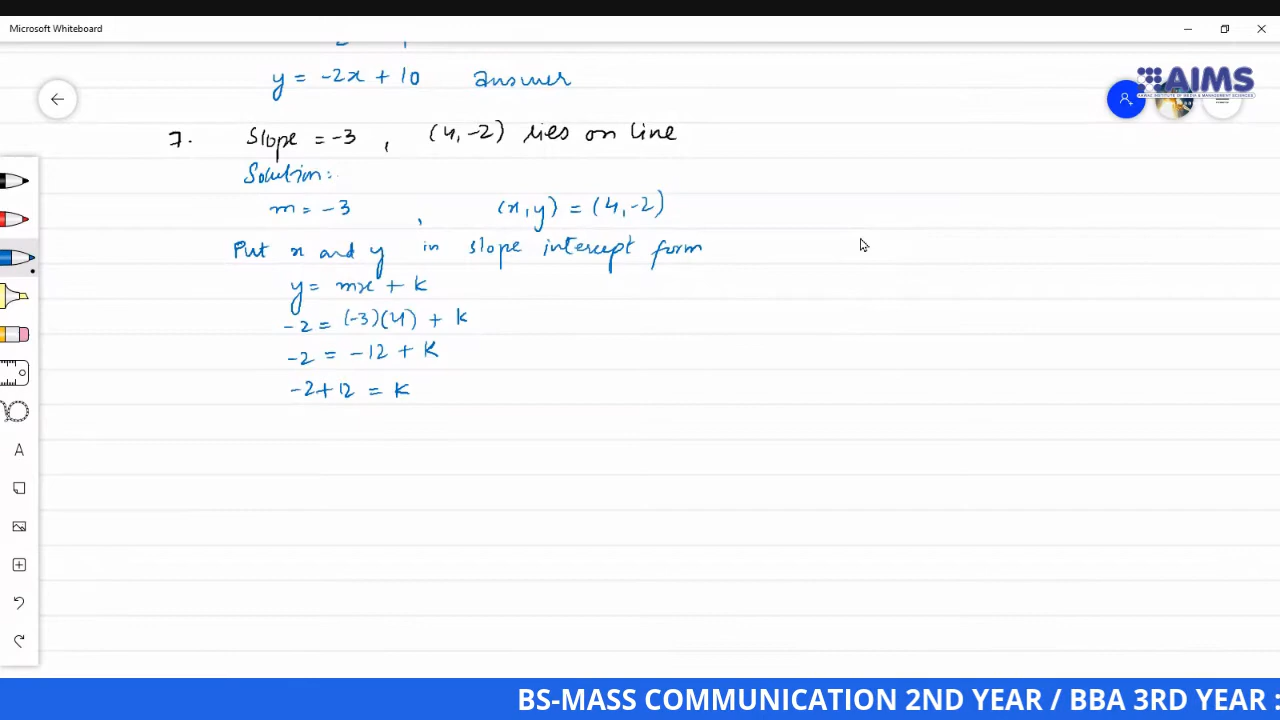 Microsoft Whiteboard
AIMS
y = -2x + 10 answer
7. Slope = -3 , (4, -2) lies on line
Solution:
m = -3 , (x, y) = (4, -2)
Put x and y in slope intercept form
y = mx + k
-2 = (-3)(4) + k
-2 = -12 + k
-2+12 = k
A
BS-MASS COMMUNICATION 2ND YEAR / BBA 3RD YEAR :